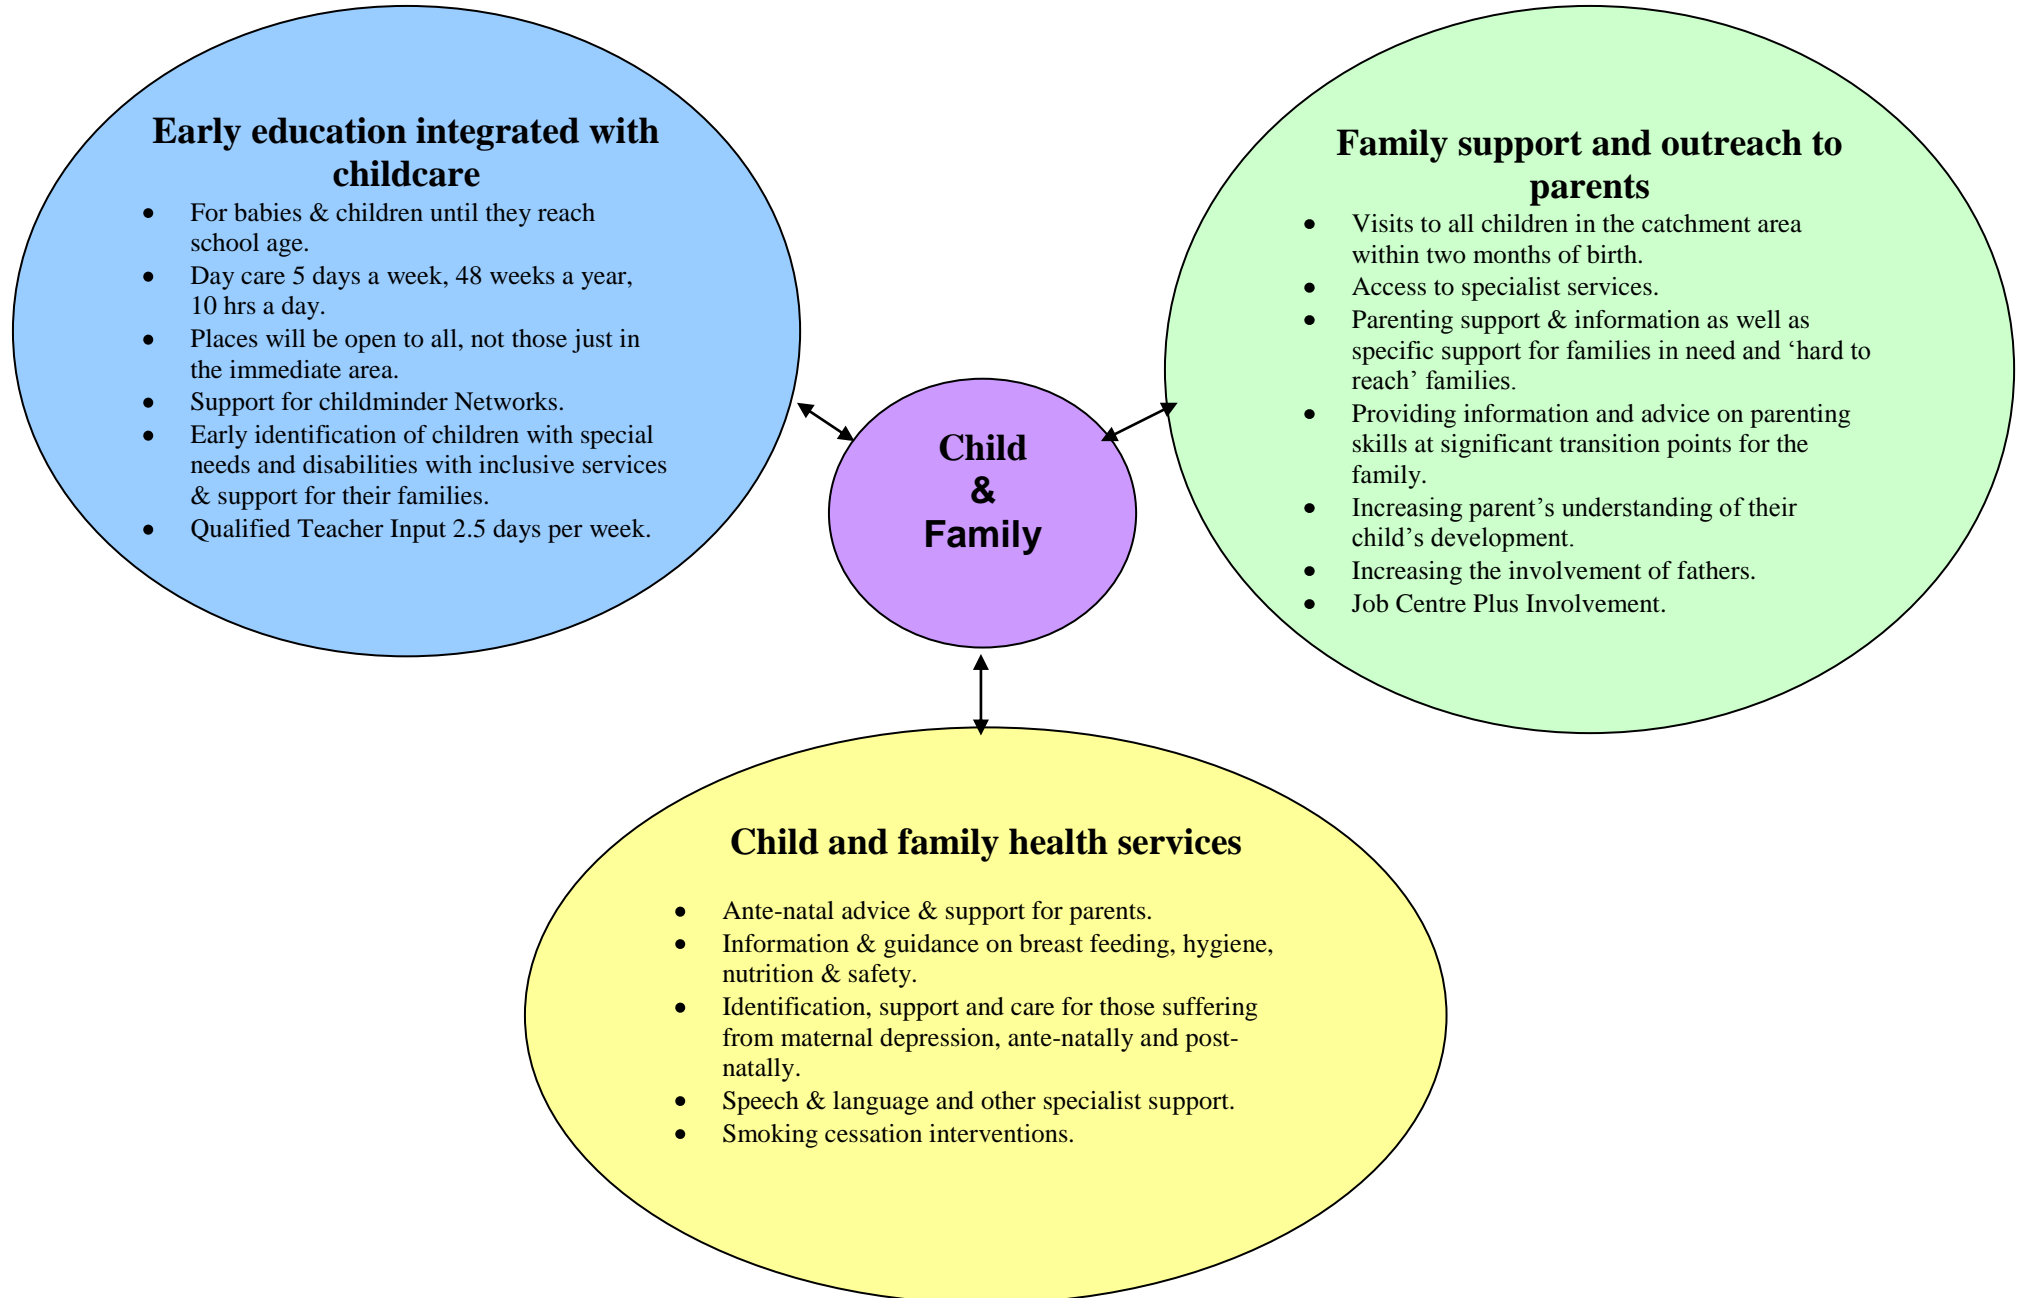 Early education integrated with
childcare
• For babies & children until they reach
school age.
• Day care 5 days a week, 48 weeks a year,
10 hrs a day.
• Places will be open to all, not those just in
the immediate area.
• Support for childminder Networks.
• Early identification of children with special
needs and disabilities with inclusive services
& support for their families.
• Qualified Teacher Input 2.5 days per week.
Family support and outreach to
parents
• Visits to all children in the catchment area
within two months of birth.
• Access to specialist services.
• Parenting support & information as well as
specific support for families in need and ‘hard to
reach’ families.
• Providing information and advice on parenting
skills at significant transition points for the
family.
• Increasing parent’s understanding of their
child’s development.
• Increasing the involvement of fathers.
• Job Centre Plus Involvement.
Child
&
Family
Child and family health services
• Ante-natal advice & support for parents.
• Information & guidance on breast feeding, hygiene,
nutrition & safety.
• Identification, support and care for those suffering
from maternal depression, ante-natally and post-
natally.
• Speech & language and other specialist support.
• Smoking cessation interventions.